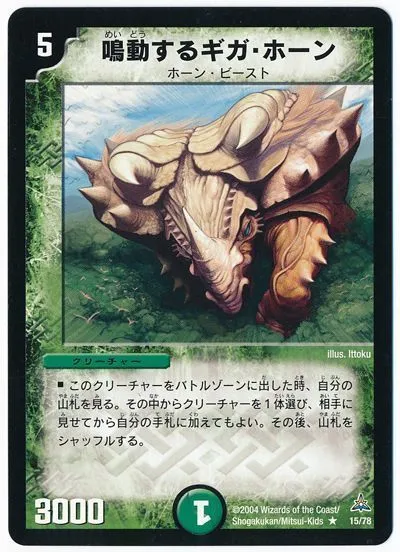 5
めいどう
鳴動するギガ・ホーン
ホーン・ビースト
illus. Ittoku
クリーチャー
■ このクリーチャーをバトルゾーンに出した時、自分の
山札を見る。その中からクリーチャーを1体選び、相手に
見せてから自分の手札に加えてもよい。その後、山札を
シャッフルする。
3000
1
©2004 Wizards of the Coast/
Shogakukan/Mitsui-Kids ★ 15/78